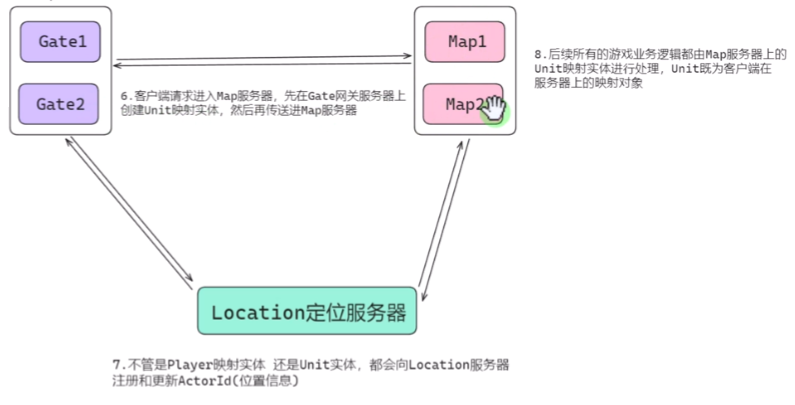 Gate1
Gate2
Map1
Map2
6.客户端请求进入Map服务器，先在Gate网关服务器上
创建Unit映射实体，然后再传送进Map服务器
8.后续所有的游戏业务逻辑都由Map服务器上的
Unit映射实体进行处理，Unit既为客户端在
服务器上的映射对象
Location定位服务器
7.不管是Player映射实体 还是Unit实体，都会向Location服务器
注册和更新ActorId(位置信息)